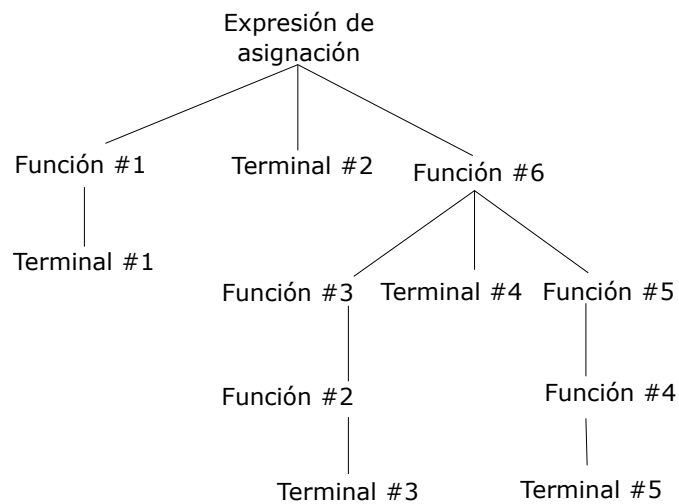 Expresión de
asignación
Función #1
Terminal #2
Función #6
Terminal #1
Función #3
Terminal #4
Función #5
Función #2
Función #4
Terminal #3
Terminal #5